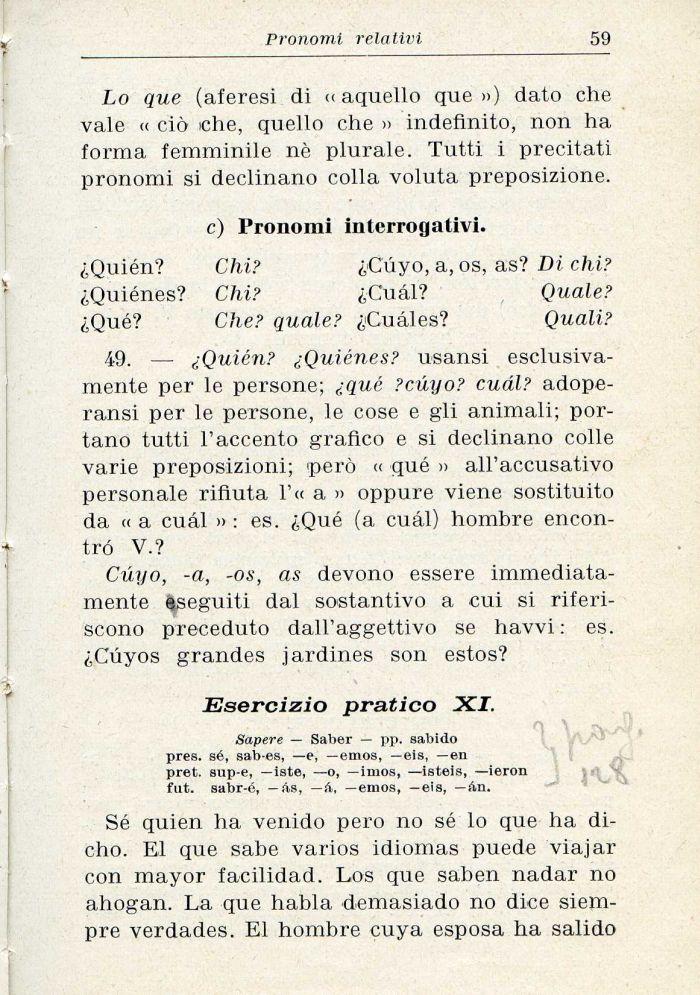 Pronomi relativi 59
Lo que (aferesi di « aquello que ») dato che
vale « ciò che, quello che » indefinito, non ha
forma femminile nè plurale. Tutti i precitati
pronomi si declinano colla voluta preposizione.
c) Pronomi interrogativi.
¿Quién? Chi? ¿Cúyo, a, os, as? Di chi?
¿Quiénes? Chi? ¿Cuál? Quale?
¿Qué? Che? quale? ¿Cuáles? Quali?
49. — ¿Quién? ¿Quiénes? usansi esclusiva-
mente per le persone; ¿qué ?cúyo? cuál? adope-
ransi per le persone, le cose e gli animali; por-
tano tutti l'accento grafico e si declinano colle
varie preposizioni; però « qué » all'accusativo
personale rifiuta l'« a » oppure viene sostituito
da « a cuál » : es. ¿Qué (a cuál) hombre encon-
tró V.?
Cúyo, -a, -os, as devono essere immediata-
mente eseguiti dal sostantivo a cui si riferi-
scono preceduto dall'aggettivo se havvi: es.
¿Cúyos grandes jardines son estos?
Esercizio pratico XI.
Sapere — Saber — pp. sabido
pres. sé, sab-es, —e, —emos, —eis, —en
pret. sup-e, —iste, —o, —imos, —isteis, —ieron
fut. sabr-é, —ás, —á, —emos, —eis, —án.
} pag. 128
Sé quien ha venido pero no sé lo que ha di-
cho. El que sabe varios idiomas puede viajar
con mayor facilidad. Los que saben nadar no
ahogan. La que habla demasiado no dice siem-
pre verdades. El hombre cuya esposa ha salido